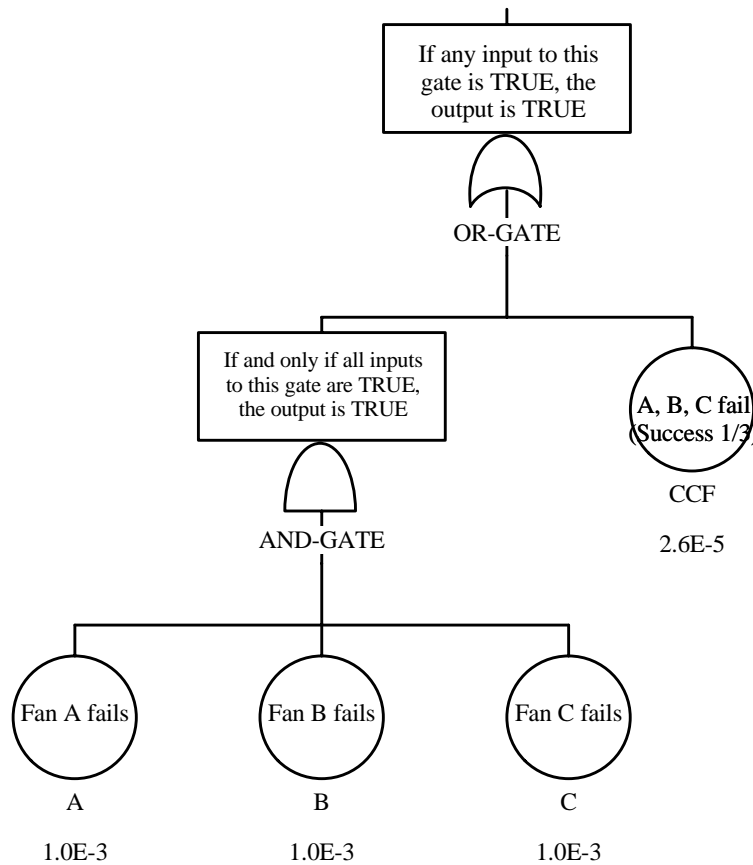 If any input to this
gate is TRUE, the
output is TRUE
OR-GATE
If and only if all inputs
to this gate are TRUE,
the output is TRUE
A, B, C fail
(Success 1/3)
CCF
2.6E-5
AND-GATE
Fan A fails
Fan B fails
Fan C fails
A
B
C
1.0E-3
1.0E-3
1.0E-3